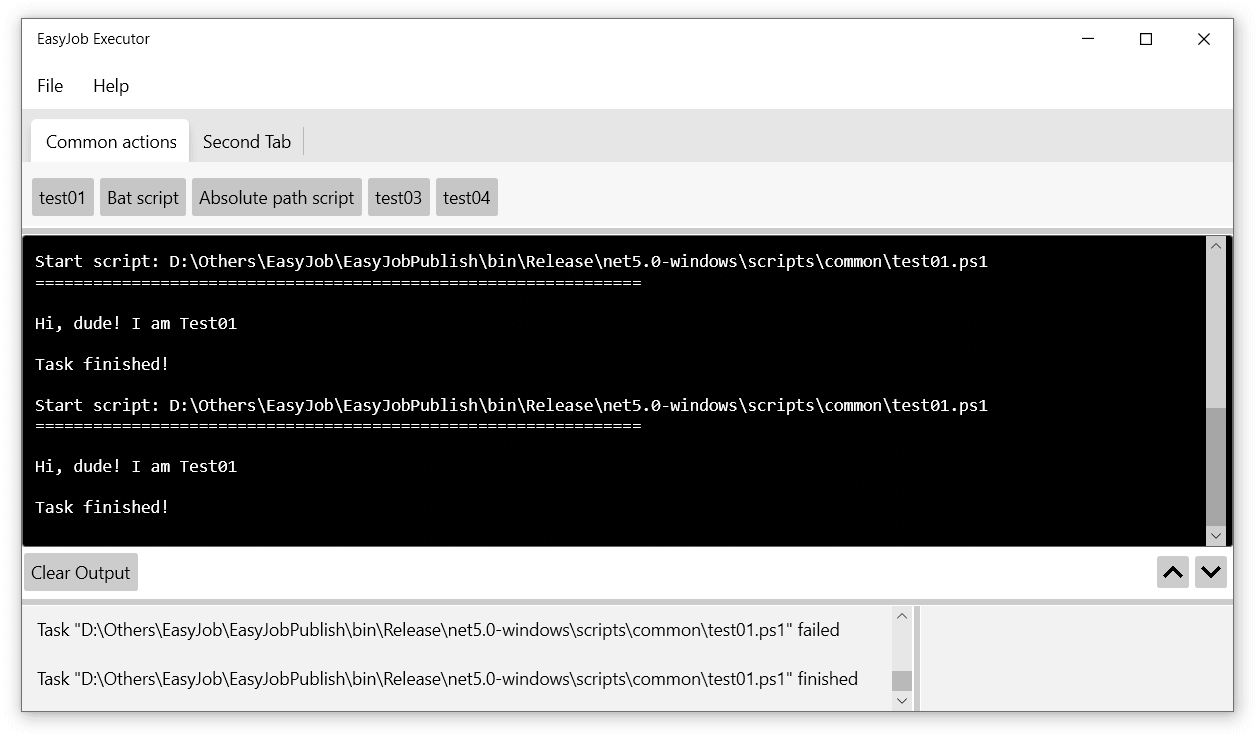 EasyJob Executor
File Help
Common actions Second Tab
test01 Bat script Absolute path script test03 test04
Start script: D:\Others\EasyJob\EasyJobPublish\bin\Release\net5.0-windows\scripts\common\test01.ps1
===============================================================
Hi, dude! I am Test01
Task finished!
Start script: D:\Others\EasyJob\EasyJobPublish\bin\Release\net5.0-windows\scripts\common\test01.ps1
===============================================================
Hi, dude! I am Test01
Task finished!
Clear Output
Task "D:\Others\EasyJob\EasyJobPublish\bin\Release\net5.0-windows\scripts\common\test01.ps1" failed
Task "D:\Others\EasyJob\EasyJobPublish\bin\Release\net5.0-windows\scripts\common\test01.ps1" finished